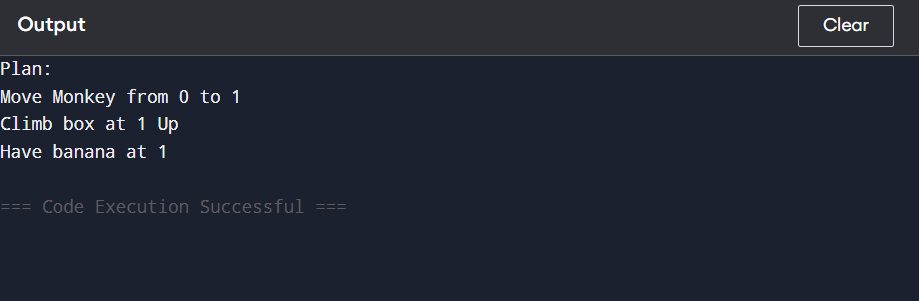 Output
Clear
Plan:
Move Monkey from 0 to 1
Climb box at 1 Up
Have banana at 1
=== Code Execution Successful ===